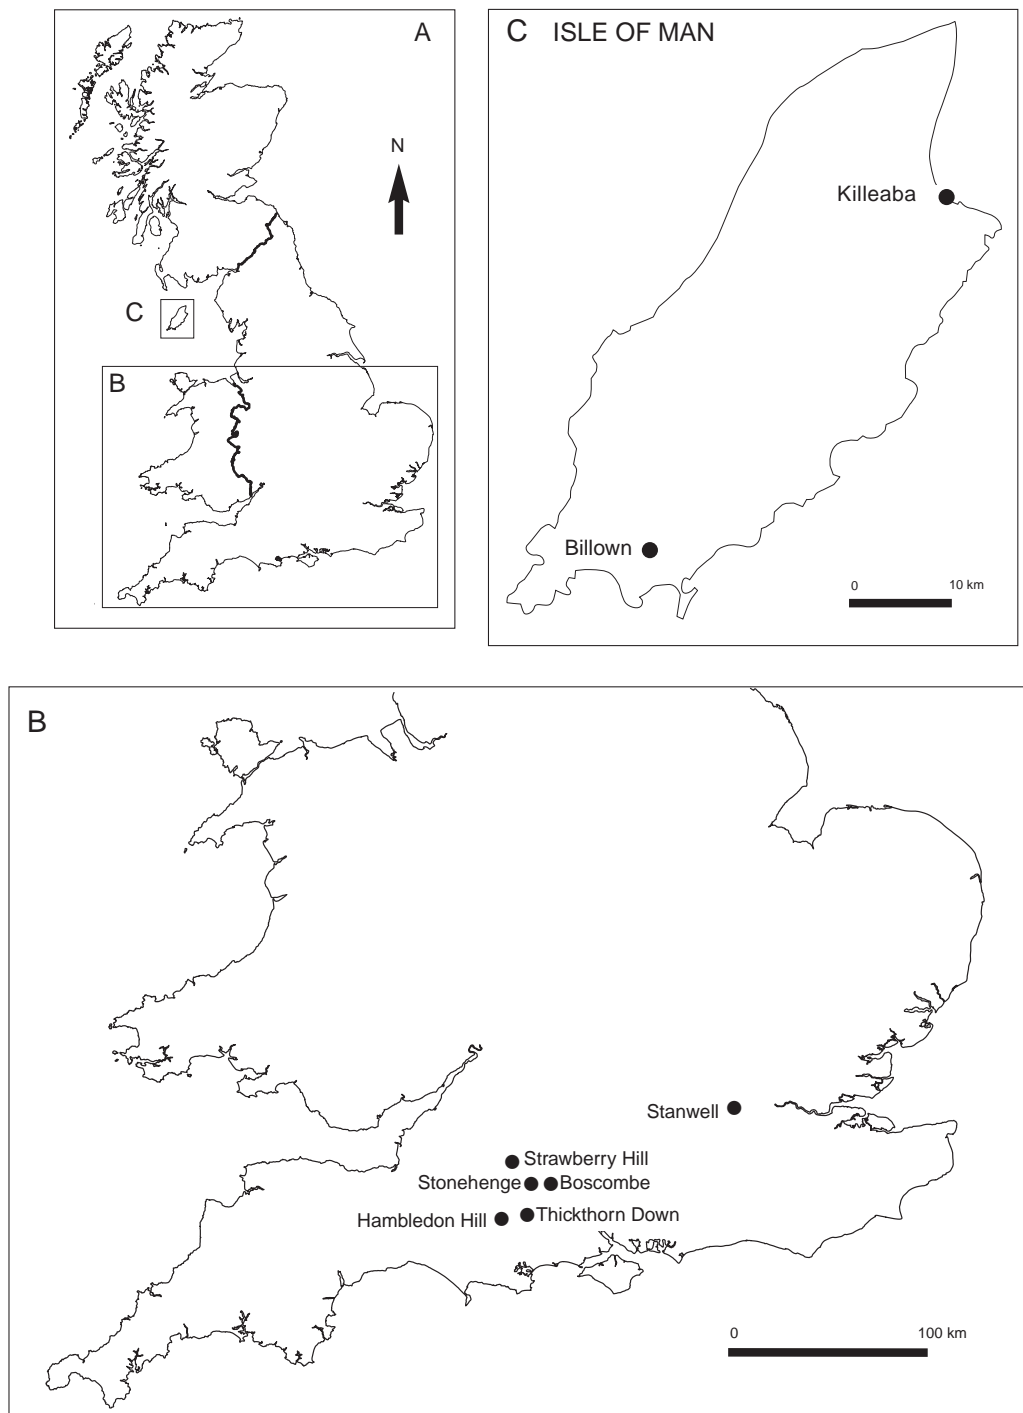 A
N
C
B
C ISLE OF MAN
Killeaba
Billown
0 10 km
B
Stanwell
Strawberry Hill
Stonehenge
Boscombe
Hambledon Hill
Thickthorn Down
0 100 km